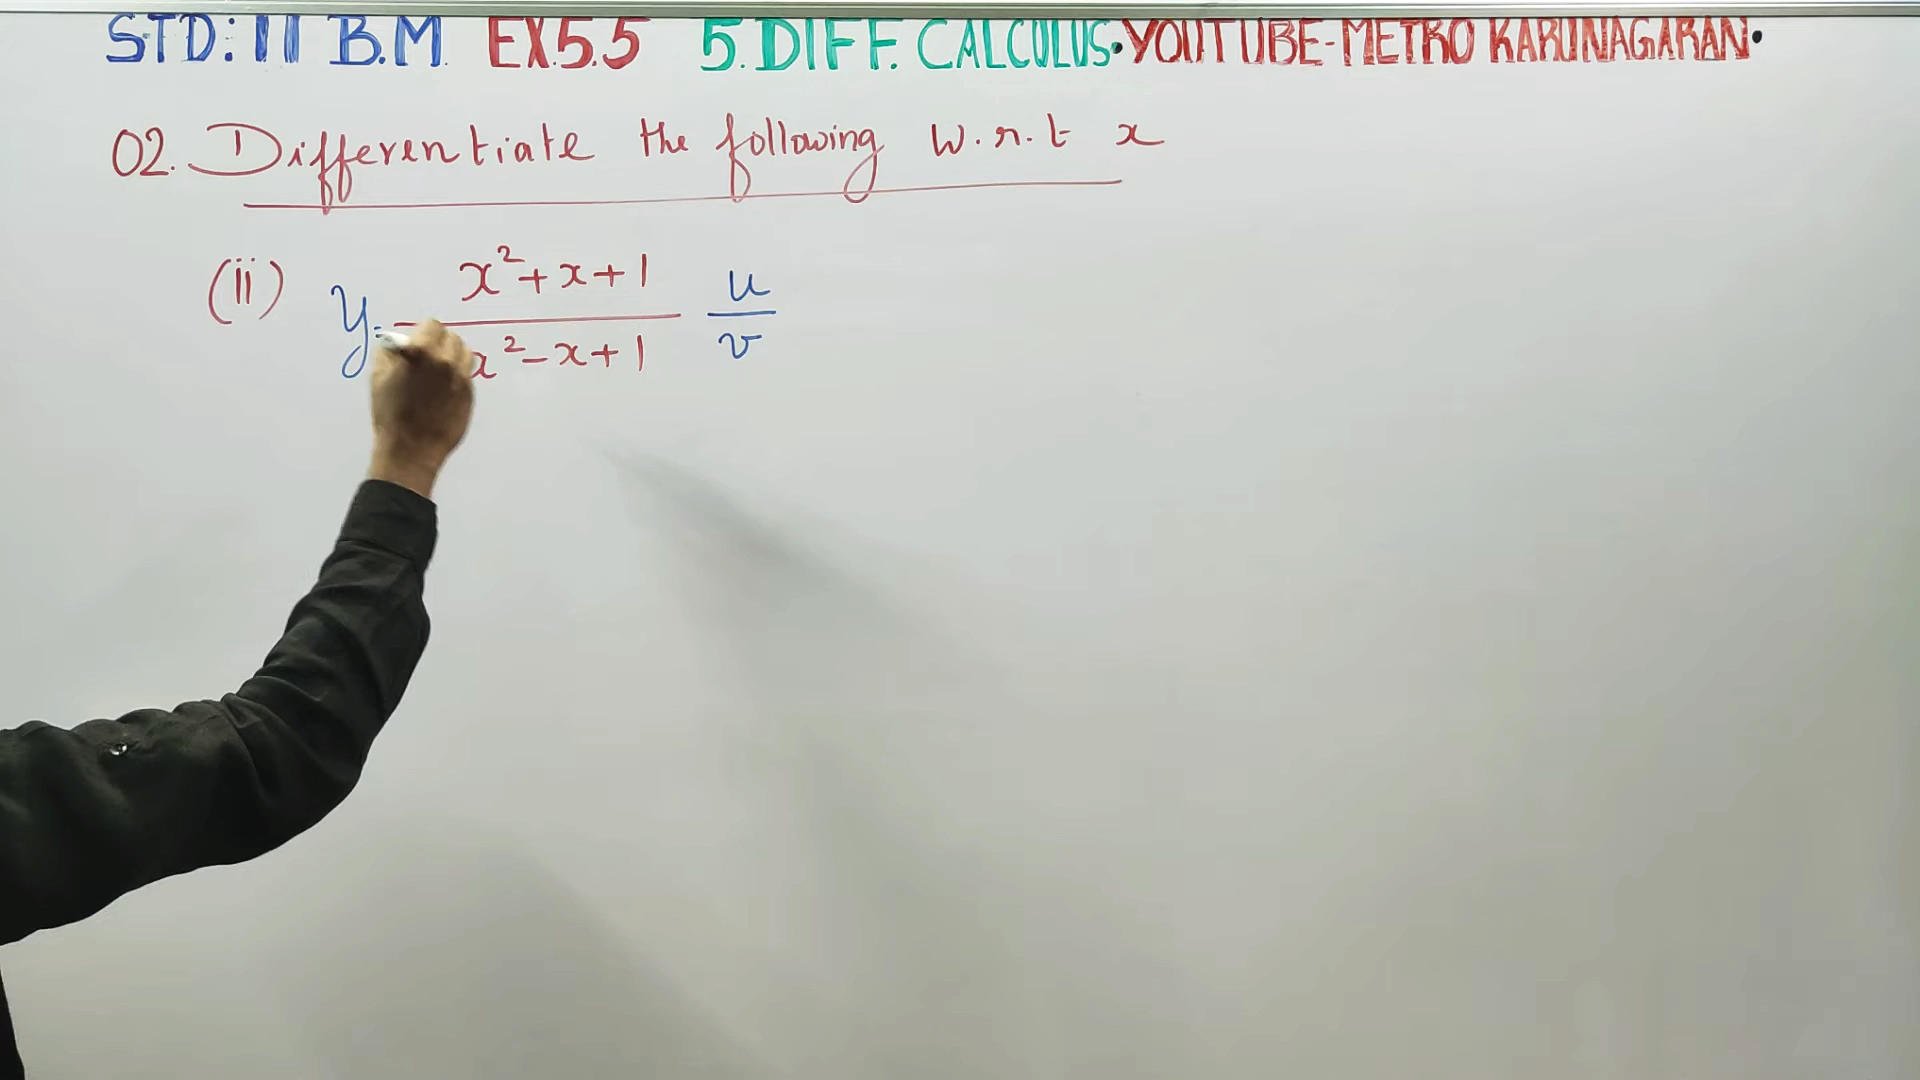 STD: 11 B.M. EX.5.5 5. DIFF. CALCULUS • YOUTUBE-METRO KARUNAGARAN •
02. Differentiate the following w.r.t x
(ii) y = x²+x+1 / x²-x+1 u / v